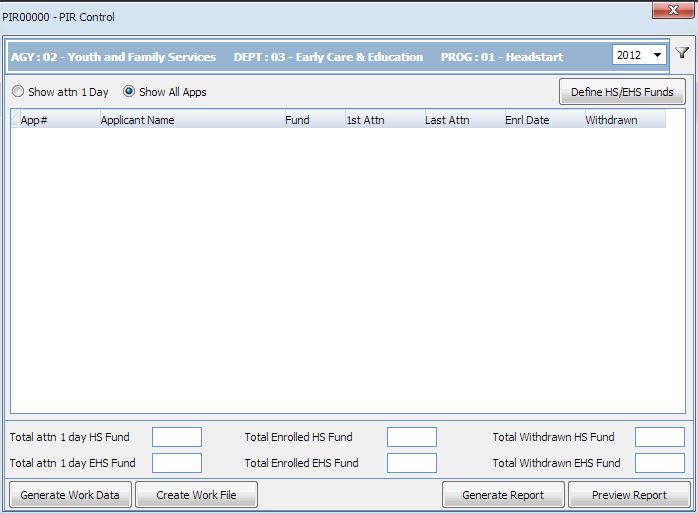 PIR00000 - PIR Control
AGY : 02 - Youth and Family Services DEPT : 03 - Early Care & Education PROG : 01 - Headstart 2012
Show attn 1 Day Show All Apps Define HS/EHS Funds
App# Applicant Name Fund 1st Attn Last Attn Enrl Date Withdrawn
Total attn 1 day HS Fund Total Enrolled HS Fund Total Withdrawn HS Fund
Total attn 1 day EHS Fund Total Enrolled EHS Fund Total Withdrawn EHS Fund
Generate Work Data Create Work File Generate Report Preview Report